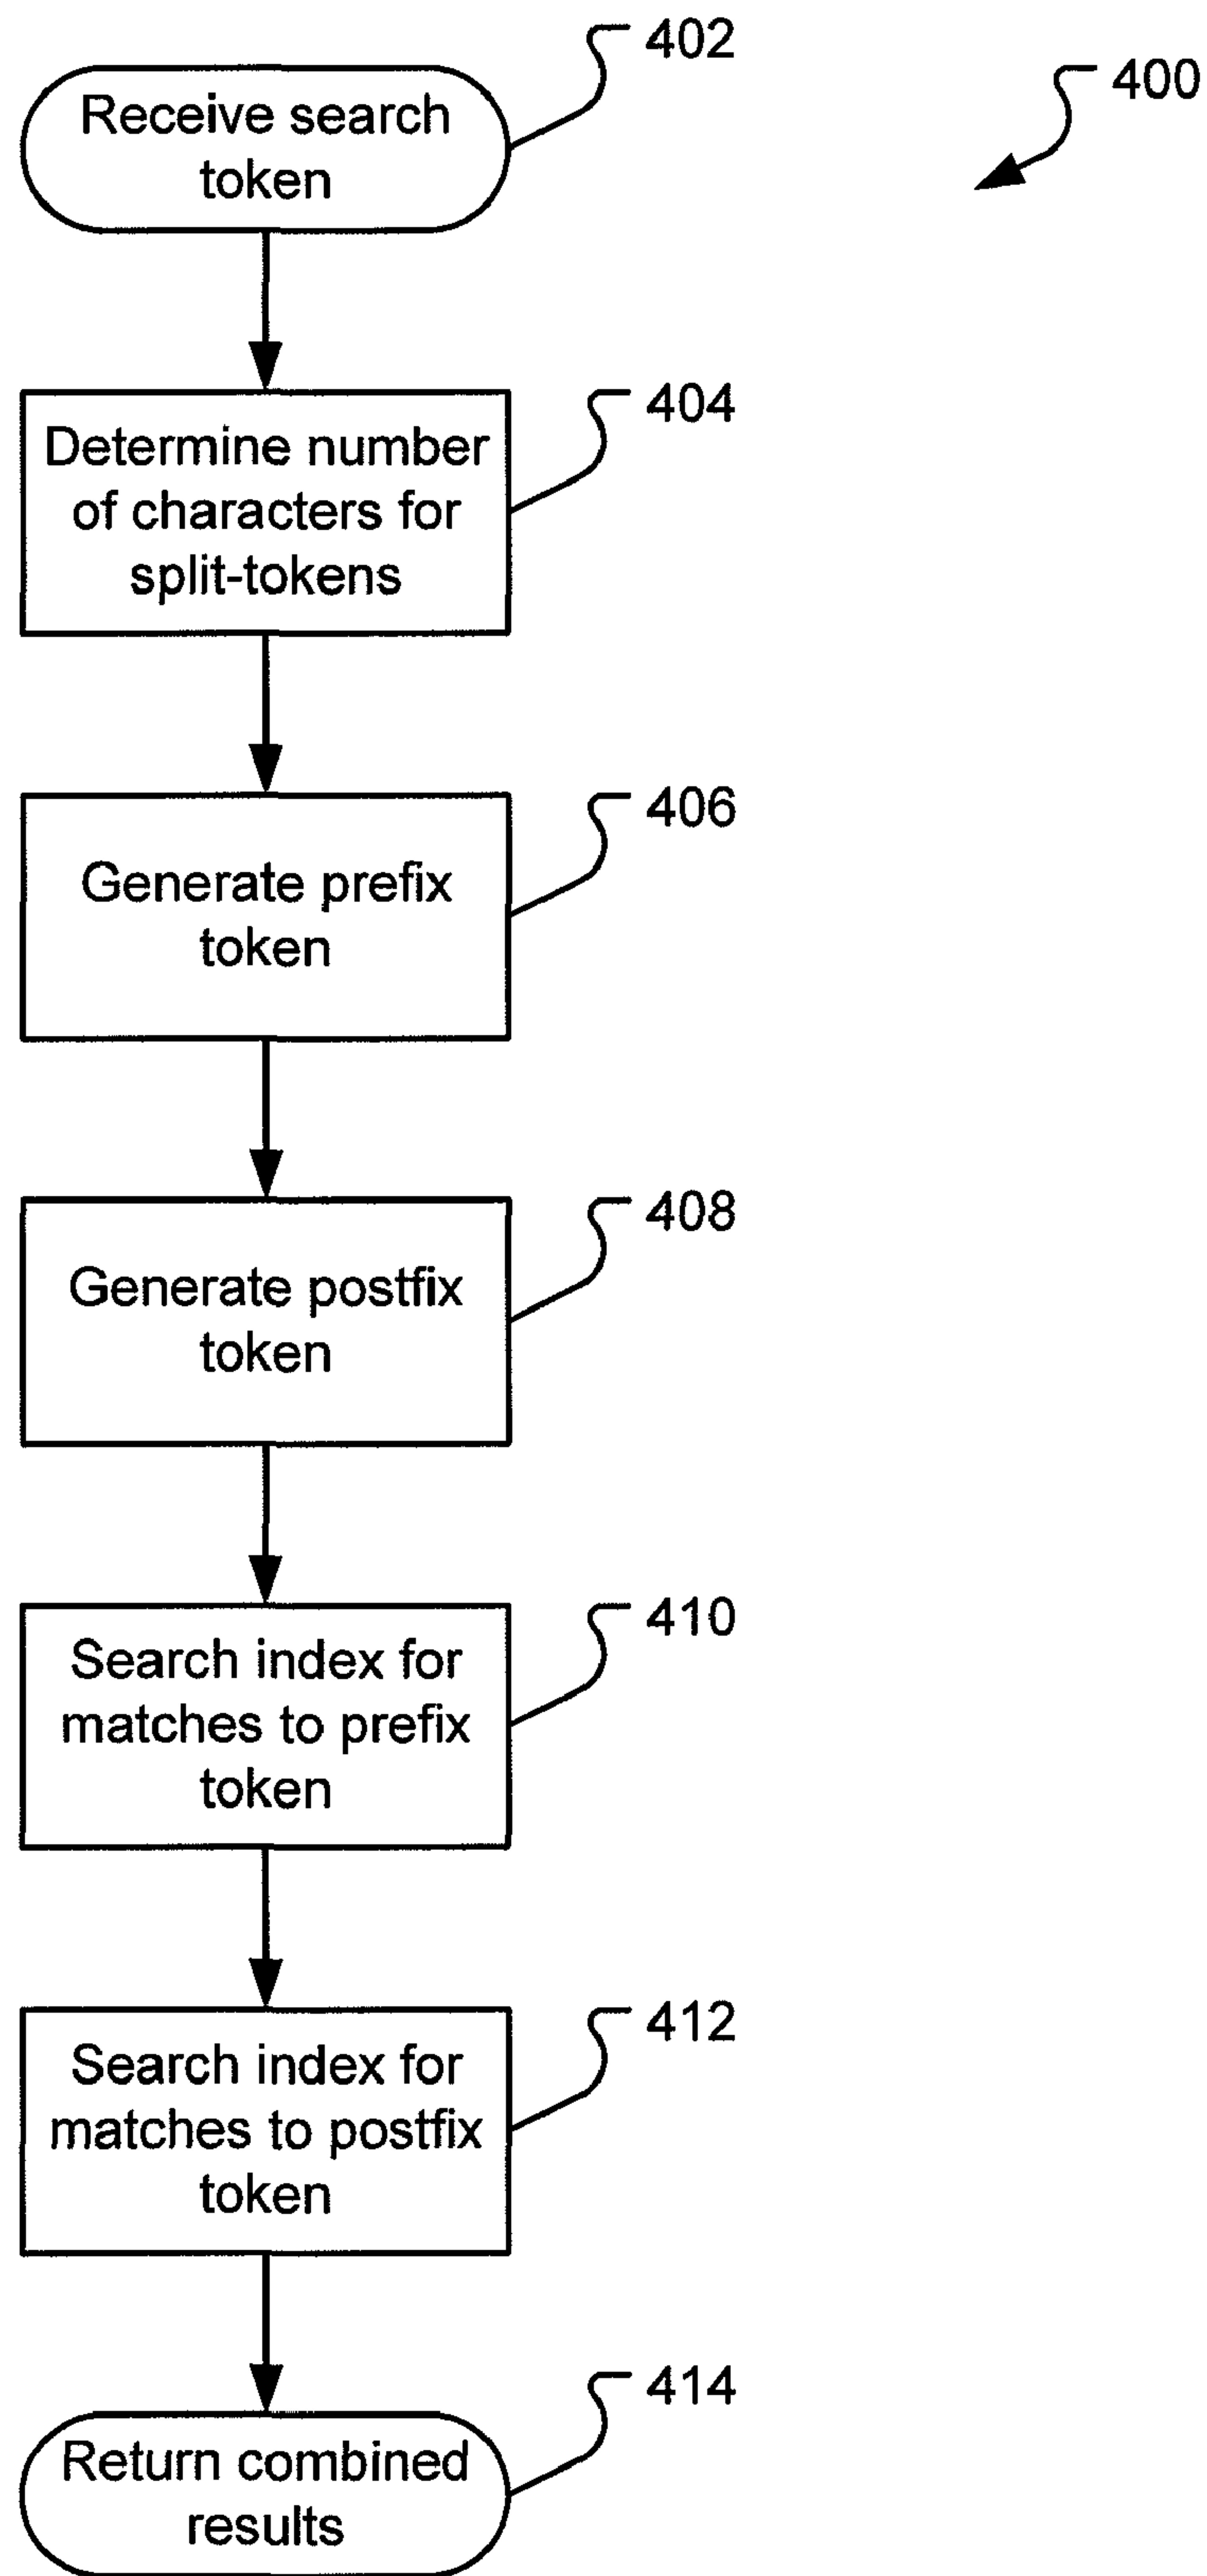 402
400
Receive search
token
404
Determine number
of characters for
split-tokens
406
Generate prefix
token
408
Generate postfix
token
410
Search index for
matches to prefix
token
412
Search index for
matches to postfix
token
414
Return combined
results